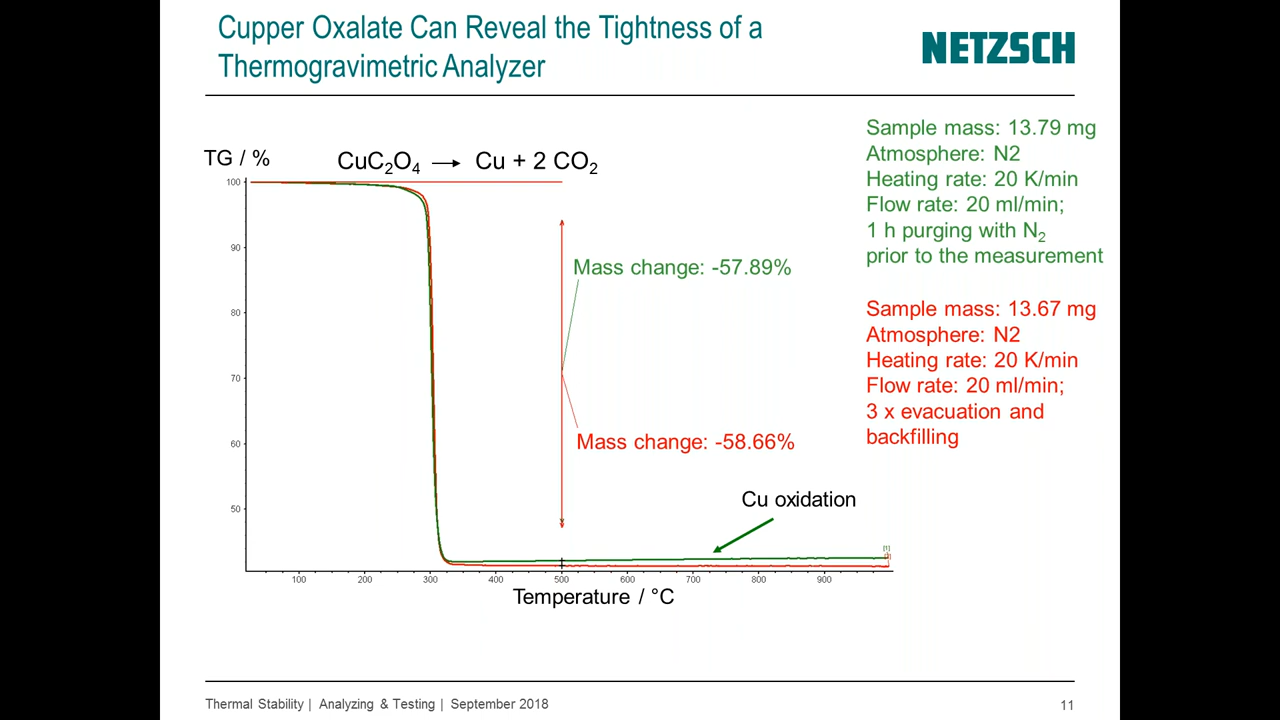 Cupper Oxalate Can Reveal the Tightness of a
Thermogravimetric Analyzer
NETZSCH
TG / %
CuC₂O₄ → Cu + 2 CO₂
Sample mass: 13.79 mg
Atmosphere: N2
Heating rate: 20 K/min
Flow rate: 20 ml/min;
1 h purging with N₂
prior to the measurement
Sample mass: 13.67 mg
Atmosphere: N2
Heating rate: 20 K/min
Flow rate: 20 ml/min;
3 x evacuation and
backfilling
100
90
80
70
60
50
Mass change: -57.89%
Mass change: -58.66%
Cu oxidation
[1]
100 200 300 400 500 600 700 800 900
Temperature / °C
Thermal Stability | Analyzing & Testing | September 2018
11